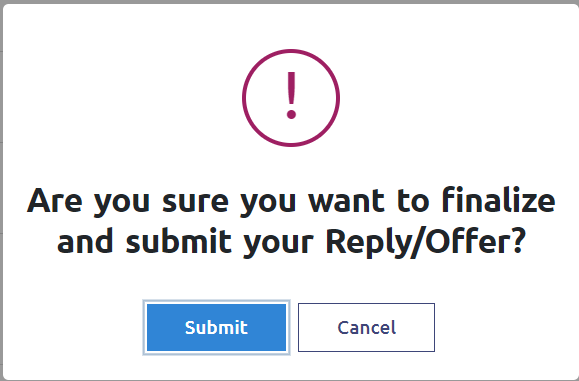 !
Are you sure you want to finalize
and submit your Reply/Offer?
Submit Cancel